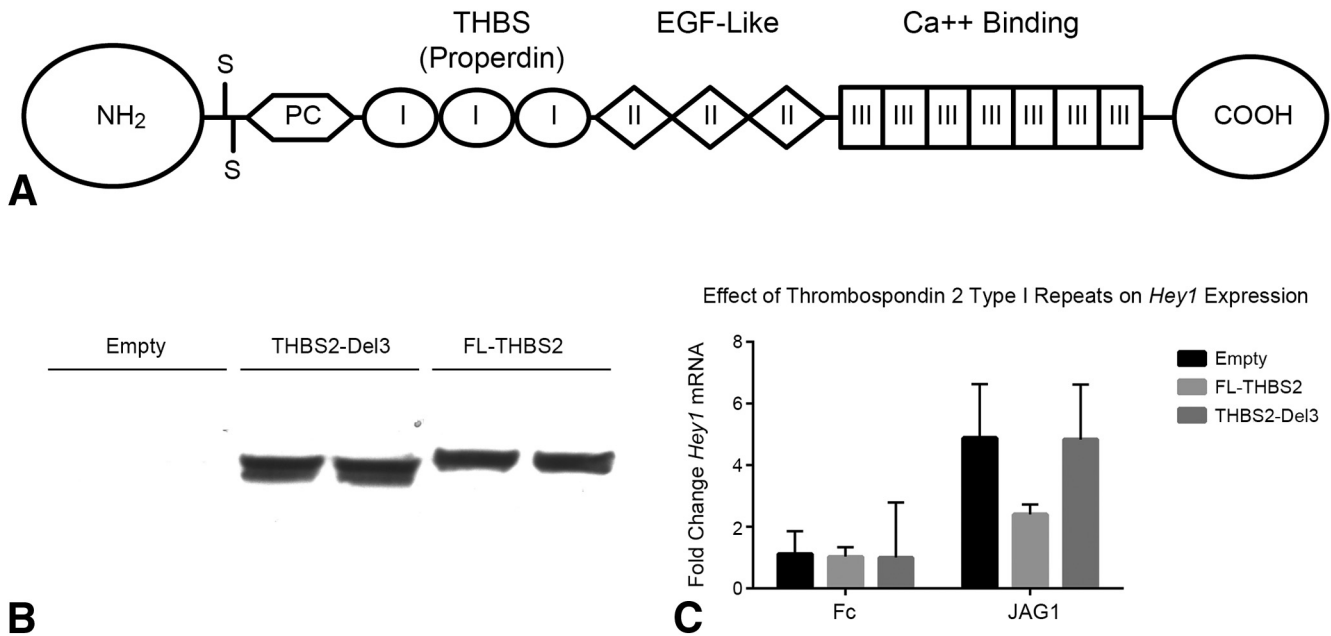 THBS
(Properdin)
EGF-Like
Ca++ Binding
NH2
S
S
PC
I
I
I
II
II
II
III
III
III
III
III
III
III
COOH
A
Empty
THBS2-Del3
FL-THBS2
B
Effect of Thrombospondin 2 Type I Repeats on Hey1 Expression
Fold Change Hey1 mRNA
8
6
4
2
0
Fc
JAG1
Empty
FL-THBS2
THBS2-Del3
C